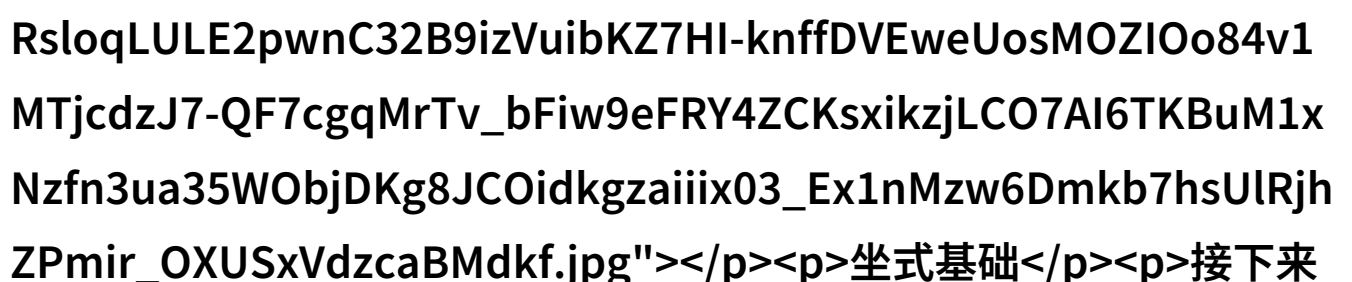 RsloqLULE2pwnC32B9izVuibKZ7HI-knffDVEweUosMOZIOo84v1
MTjcdzJ7-QF7cgqMrTv_bFiw9eFRY4ZCKsxikzjLCO7AI6TKBuM1x
Nzfn3ua35WObjDKg8JCOidkgzaiiix03_Ex1nMzw6Dmkb7hsUlRjh
ZPmir_OXUSxVdzcaBMdkf.jpg"></p><p>坐式基础</p><p>接下来